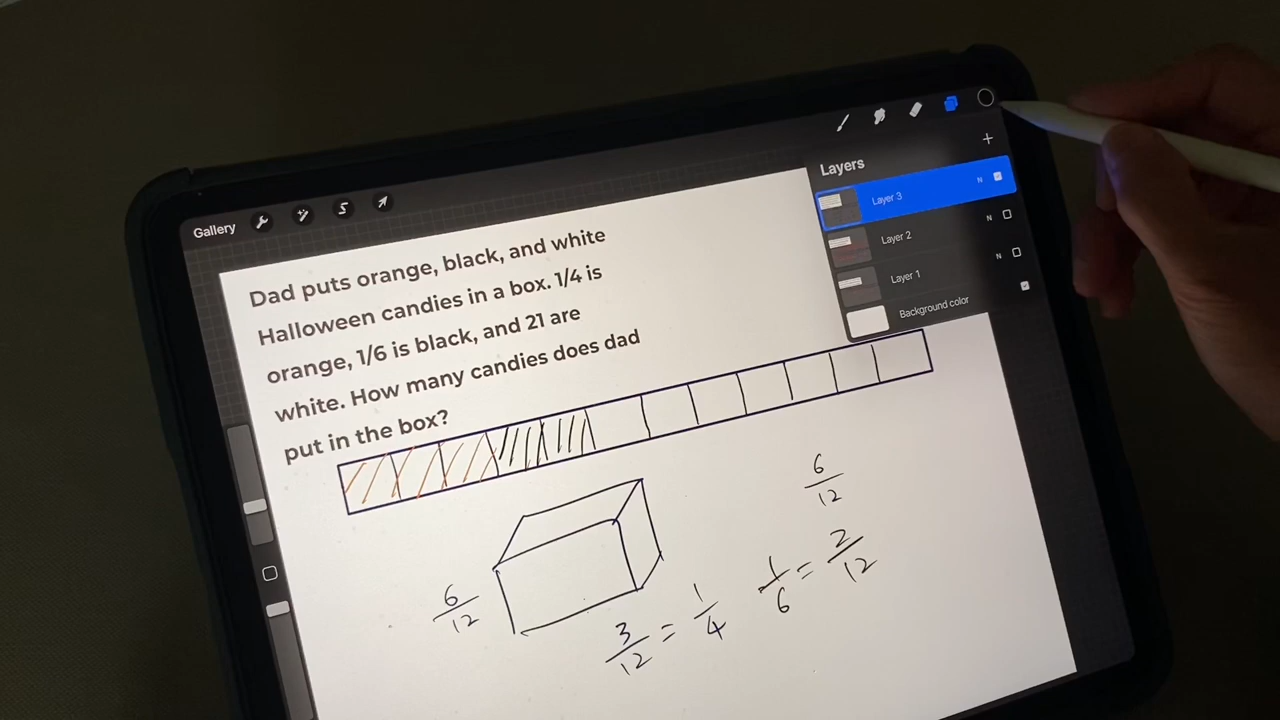 Gallery
Layers
Layer 3
N
Layer 2
N
Layer 1
N
Background color
Dad puts orange, black, and white
Halloween candies in a box. 1/4 is
orange, 1/6 is black, and 21 are
white. How many candies does dad
put in the box?
6/12
6/12
3/12 = 1/4
1/6 = 2/12